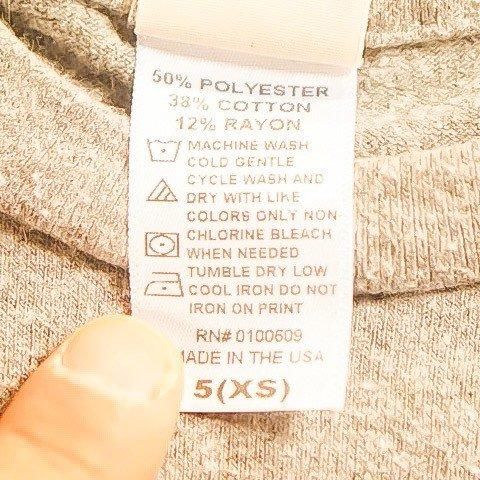 50% POLYESTER
38% COTTON
12% RAYON
MACHINE WASH
COLD GENTLE
CYCLE WASH AND
DRY WITH LIKE
COLORS ONLY NON-
CHLORINE BLEACH
WHEN NEEDED
TUMBLE DRY LOW
COOL IRON DO NOT
IRON ON PRINT
RN# 0100609
MADE IN THE USA
5(XS)